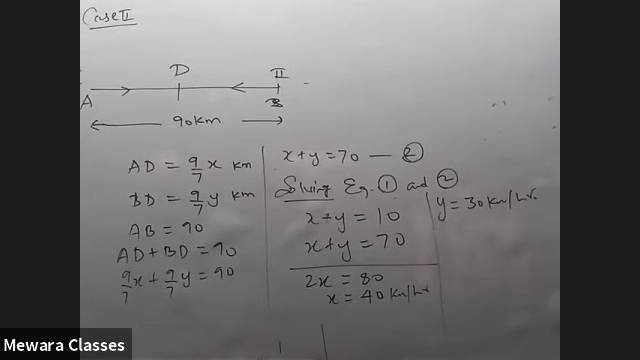 Case II
D
II
A
B
90km
AD = 9/7 x km
BD = 9/7 y km
AB = 90
AD + BD = 90
9/7 x + 9/7 y = 90
x + y = 70 — ②
Solving Eq. ① and ②
x + y = 10
x + y = 70
2x = 80
x = 40 km/hr
y = 30 km/hr.
Mewara Classes